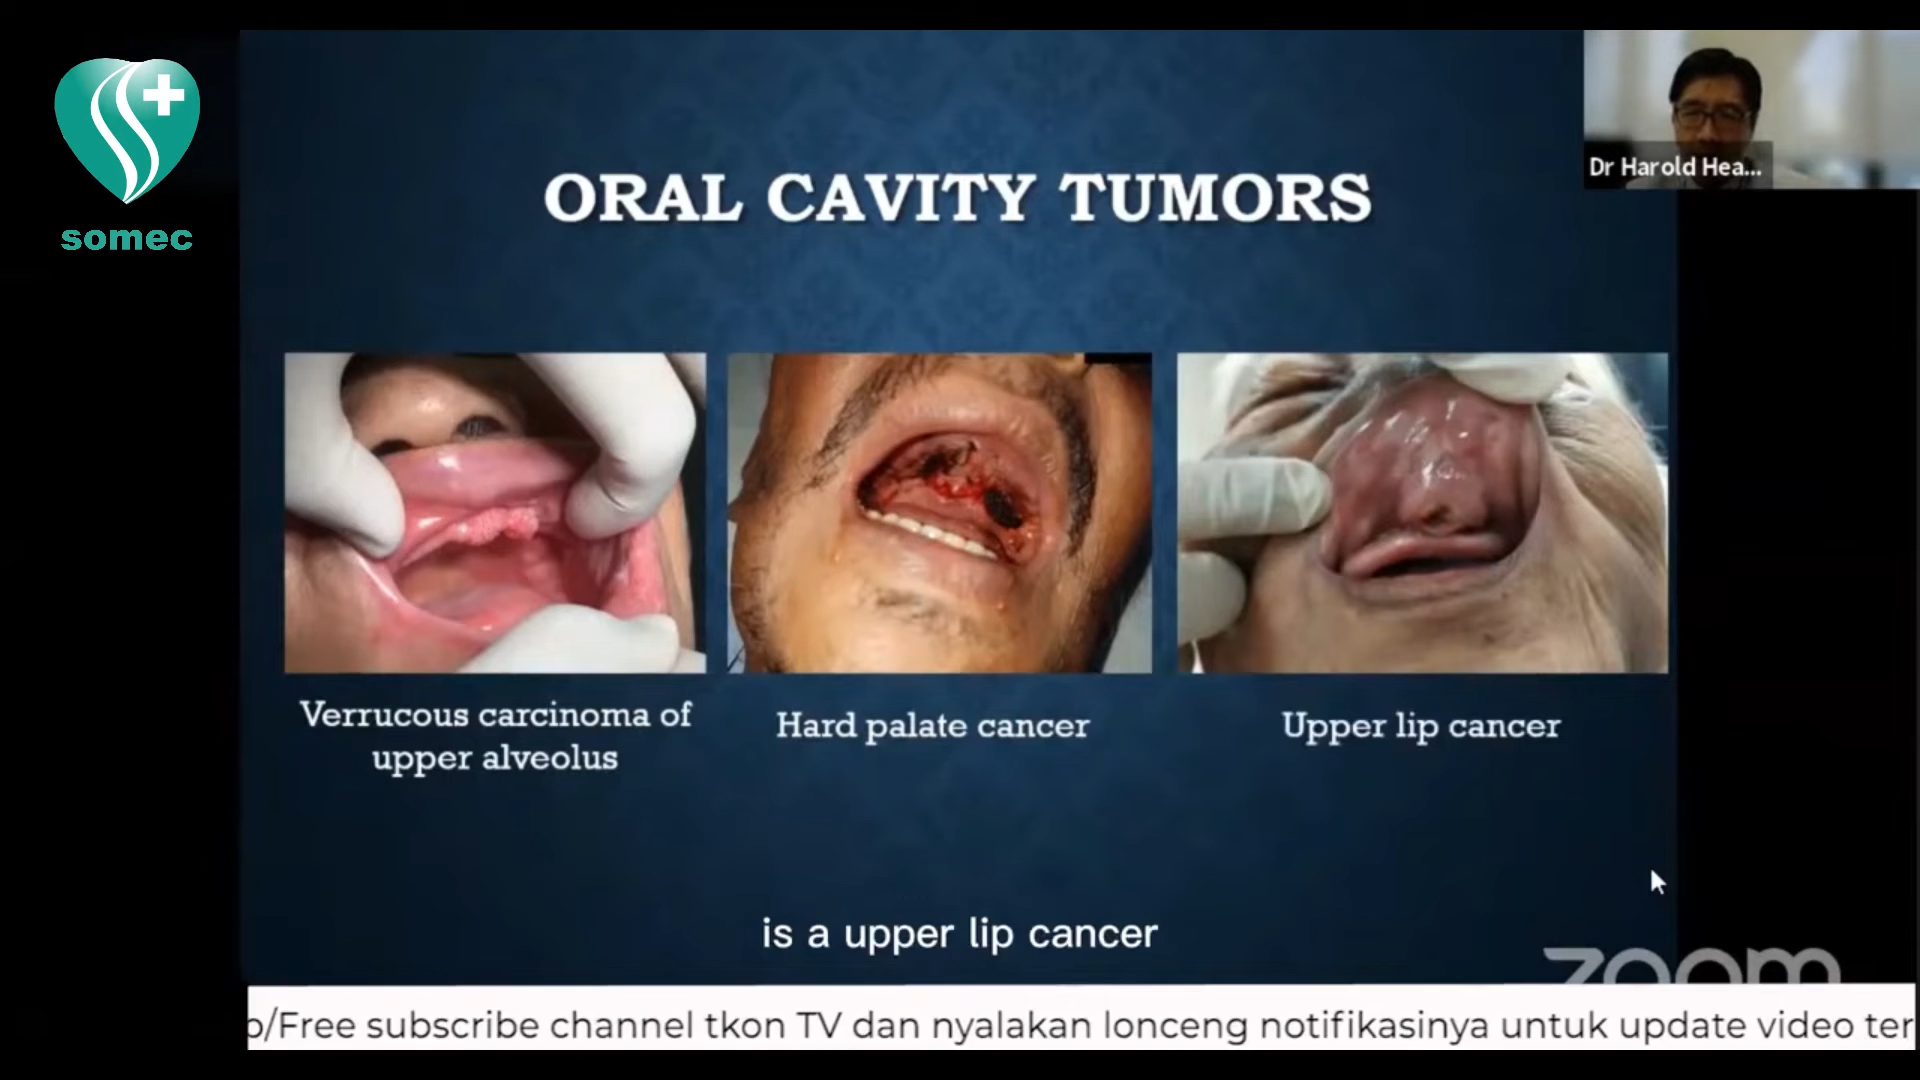 somec
Dr Harold Hea...
ORAL CAVITY TUMORS
Verrucous carcinoma of
upper alveolus
Hard palate cancer
Upper lip cancer
is a upper lip cancer
zoom
o/Free subscribe channel tkon TV dan nyalakan lonceng notifikasinya untuk update video ter